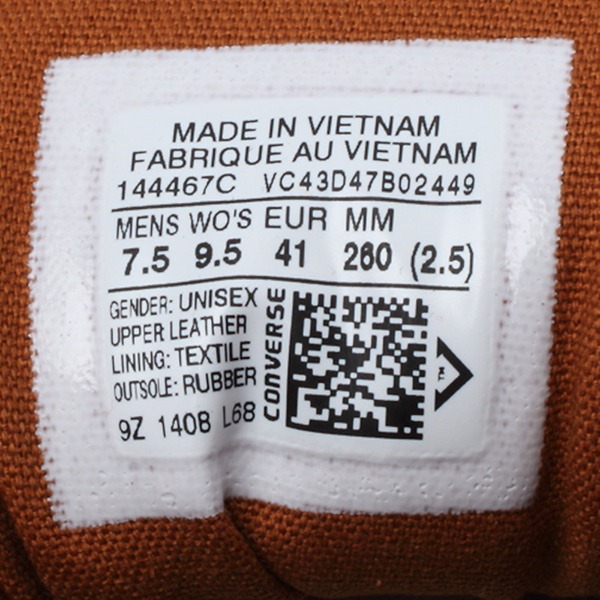 MADE IN VIETNAM
FABRIQUE AU VIETNAM
144467C VC43D47B02449
MENS WO'S EUR MM
7.5 9.5 41 260 (2.5)
GENDER: UNISEX
UPPER LEATHER
LINING: TEXTILE
OUTSOLE: RUBBER
9Z 1408 L68
CONVERSE
TM